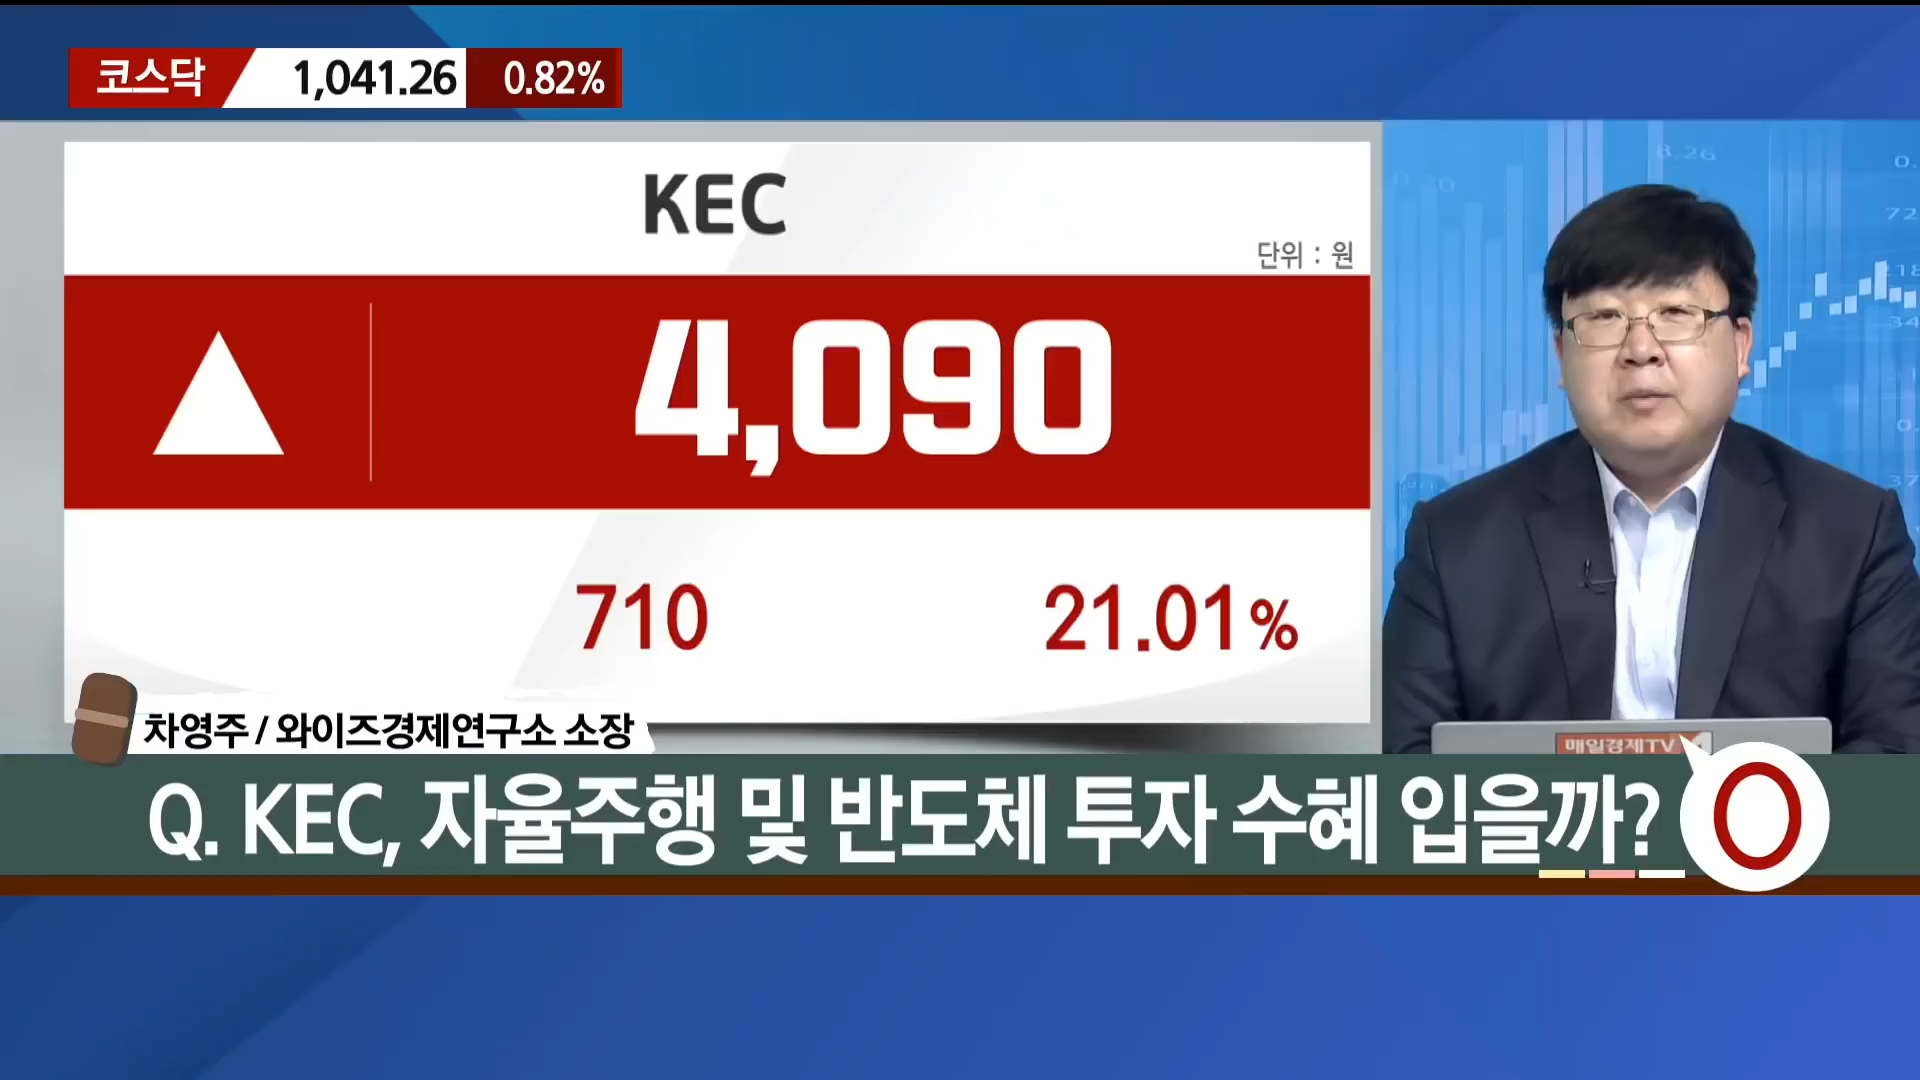 코스닥 1,041.26 0.82%
KEC
단위 : 원
▲ 4,090
710 21.01%
차영주 / 와이즈경제연구소 소장
매일경제TV
Q. KEC, 자율주행 및 반도체 투자 수혜 입을까? O